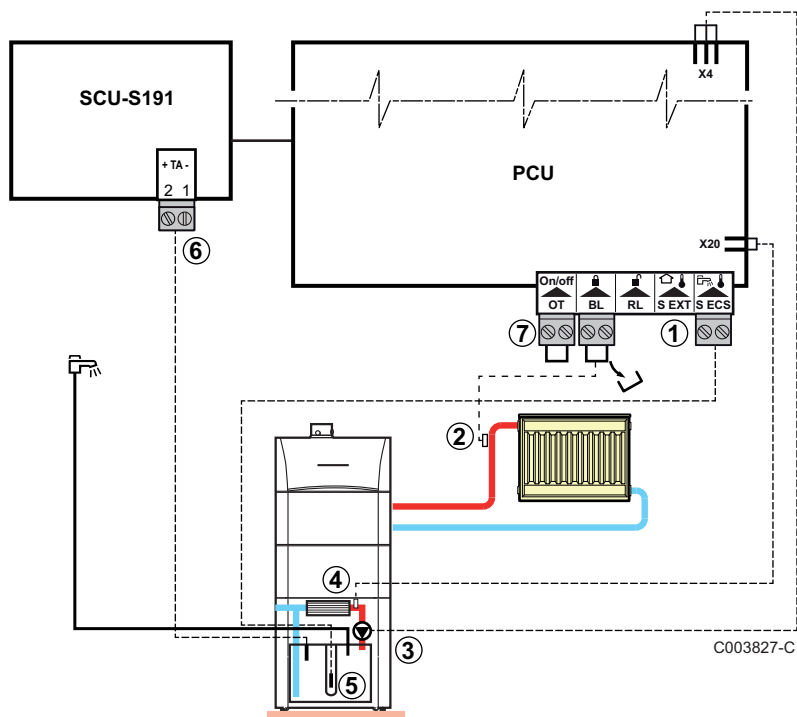 SCU-S191
+ TA -
2 1
6
X4
PCU
X20
On/off
OT BL RL S EXT S ECS
7
1
2
4
3
5
C003827-C